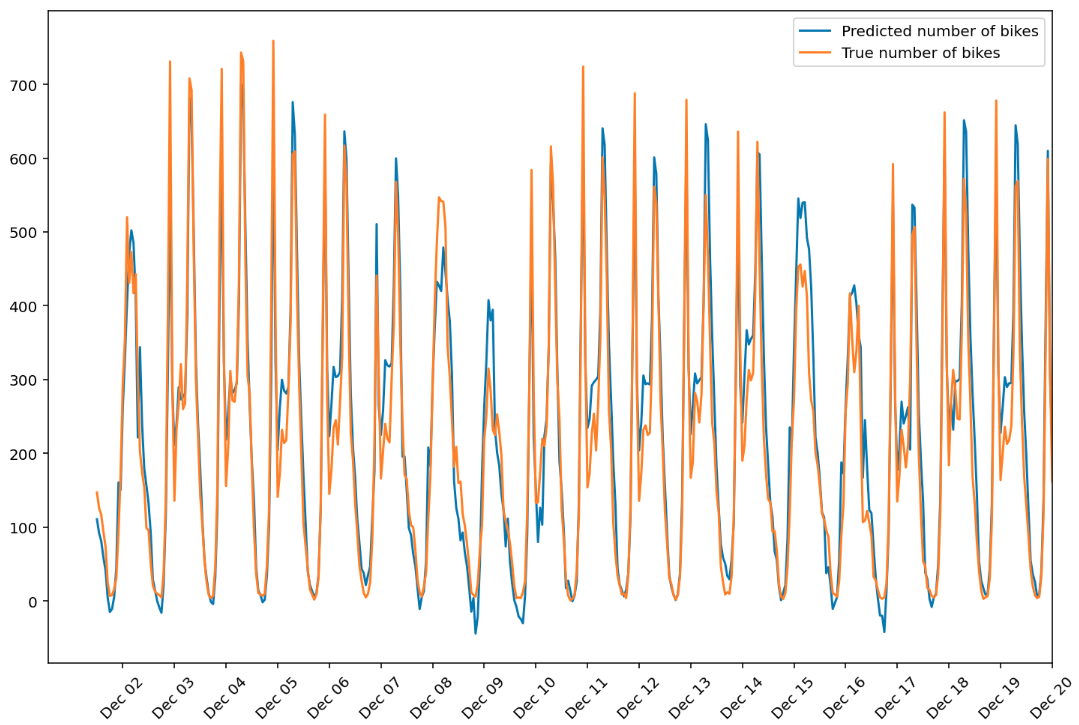 Predicted number of bikes
True number of bikes
700
600
500
400
300
200
100
0
Dec 02
Dec 03
Dec 04
Dec 05
Dec 06
Dec 07
Dec 08
Dec 09
Dec 10
Dec 11
Dec 12
Dec 13
Dec 14
Dec 15
Dec 16
Dec 17
Dec 18
Dec 19
Dec 20